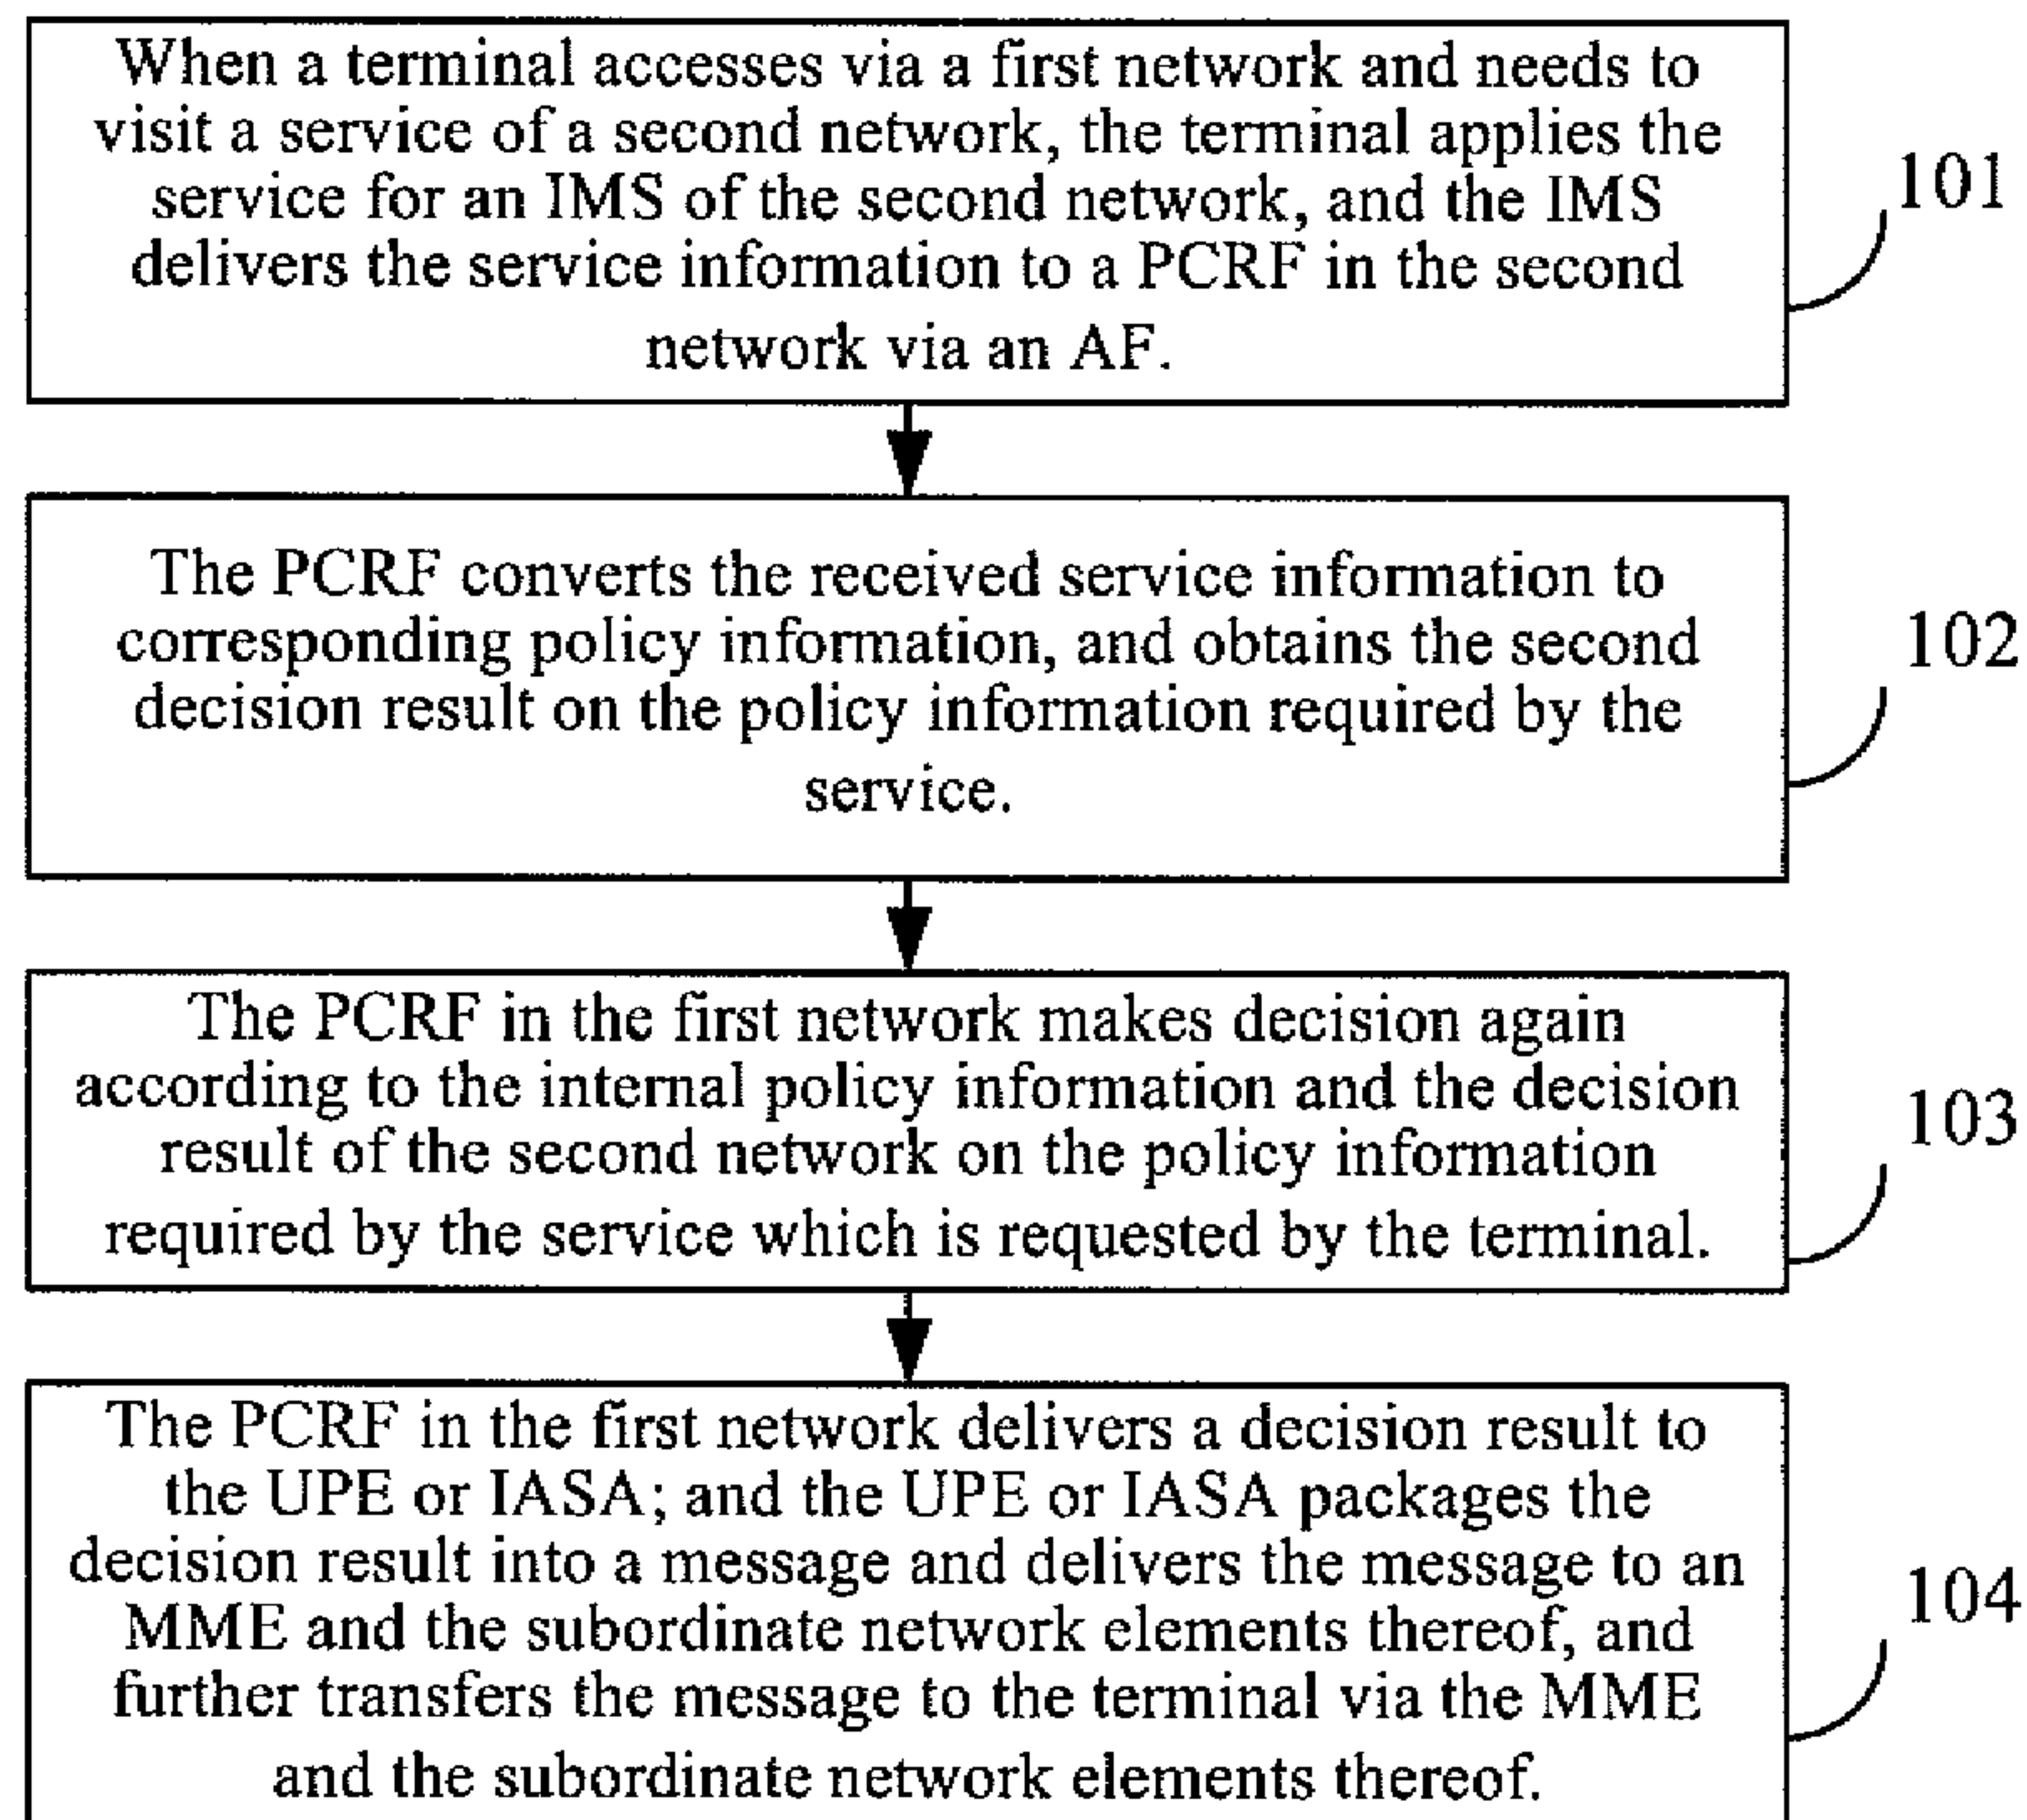 When a terminal accesses via a first network and needs to
visit a service of a second network, the terminal applies the
service for an IMS of the second network, and the IMS
delivers the service information to a PCRF in the second
network via an AF.
101
The PCRF converts the received service information to
corresponding policy information, and obtains the second
decision result on the policy information required by the
service.
102
The PCRF in the first network makes decision again
according to the internal policy information and the decision
result of the second network on the policy information
required by the service which is requested by the terminal.
103
The PCRF in the first network delivers a decision result to
the UPE or IASA; and the UPE or IASA packages the
decision result into a message and delivers the message to an
MME and the subordinate network elements thereof, and
further transfers the message to the terminal via the MME
and the subordinate network elements thereof.
104